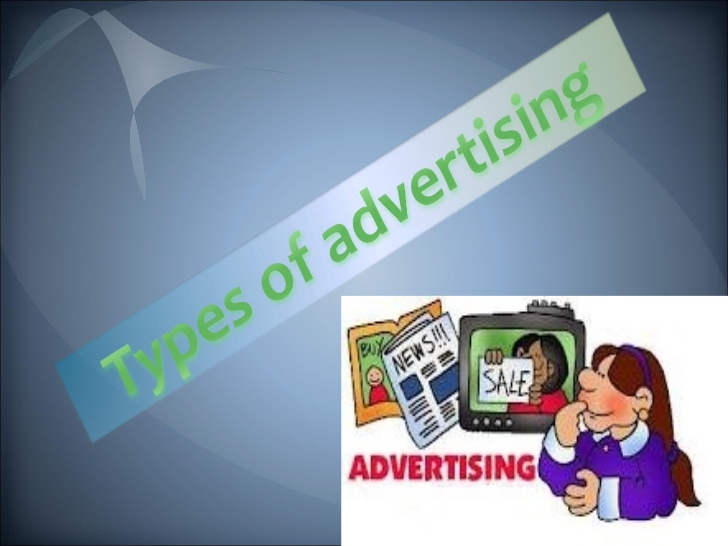 Types of advertising
BUY
NEWS!!!
SALE
ADVERTISING